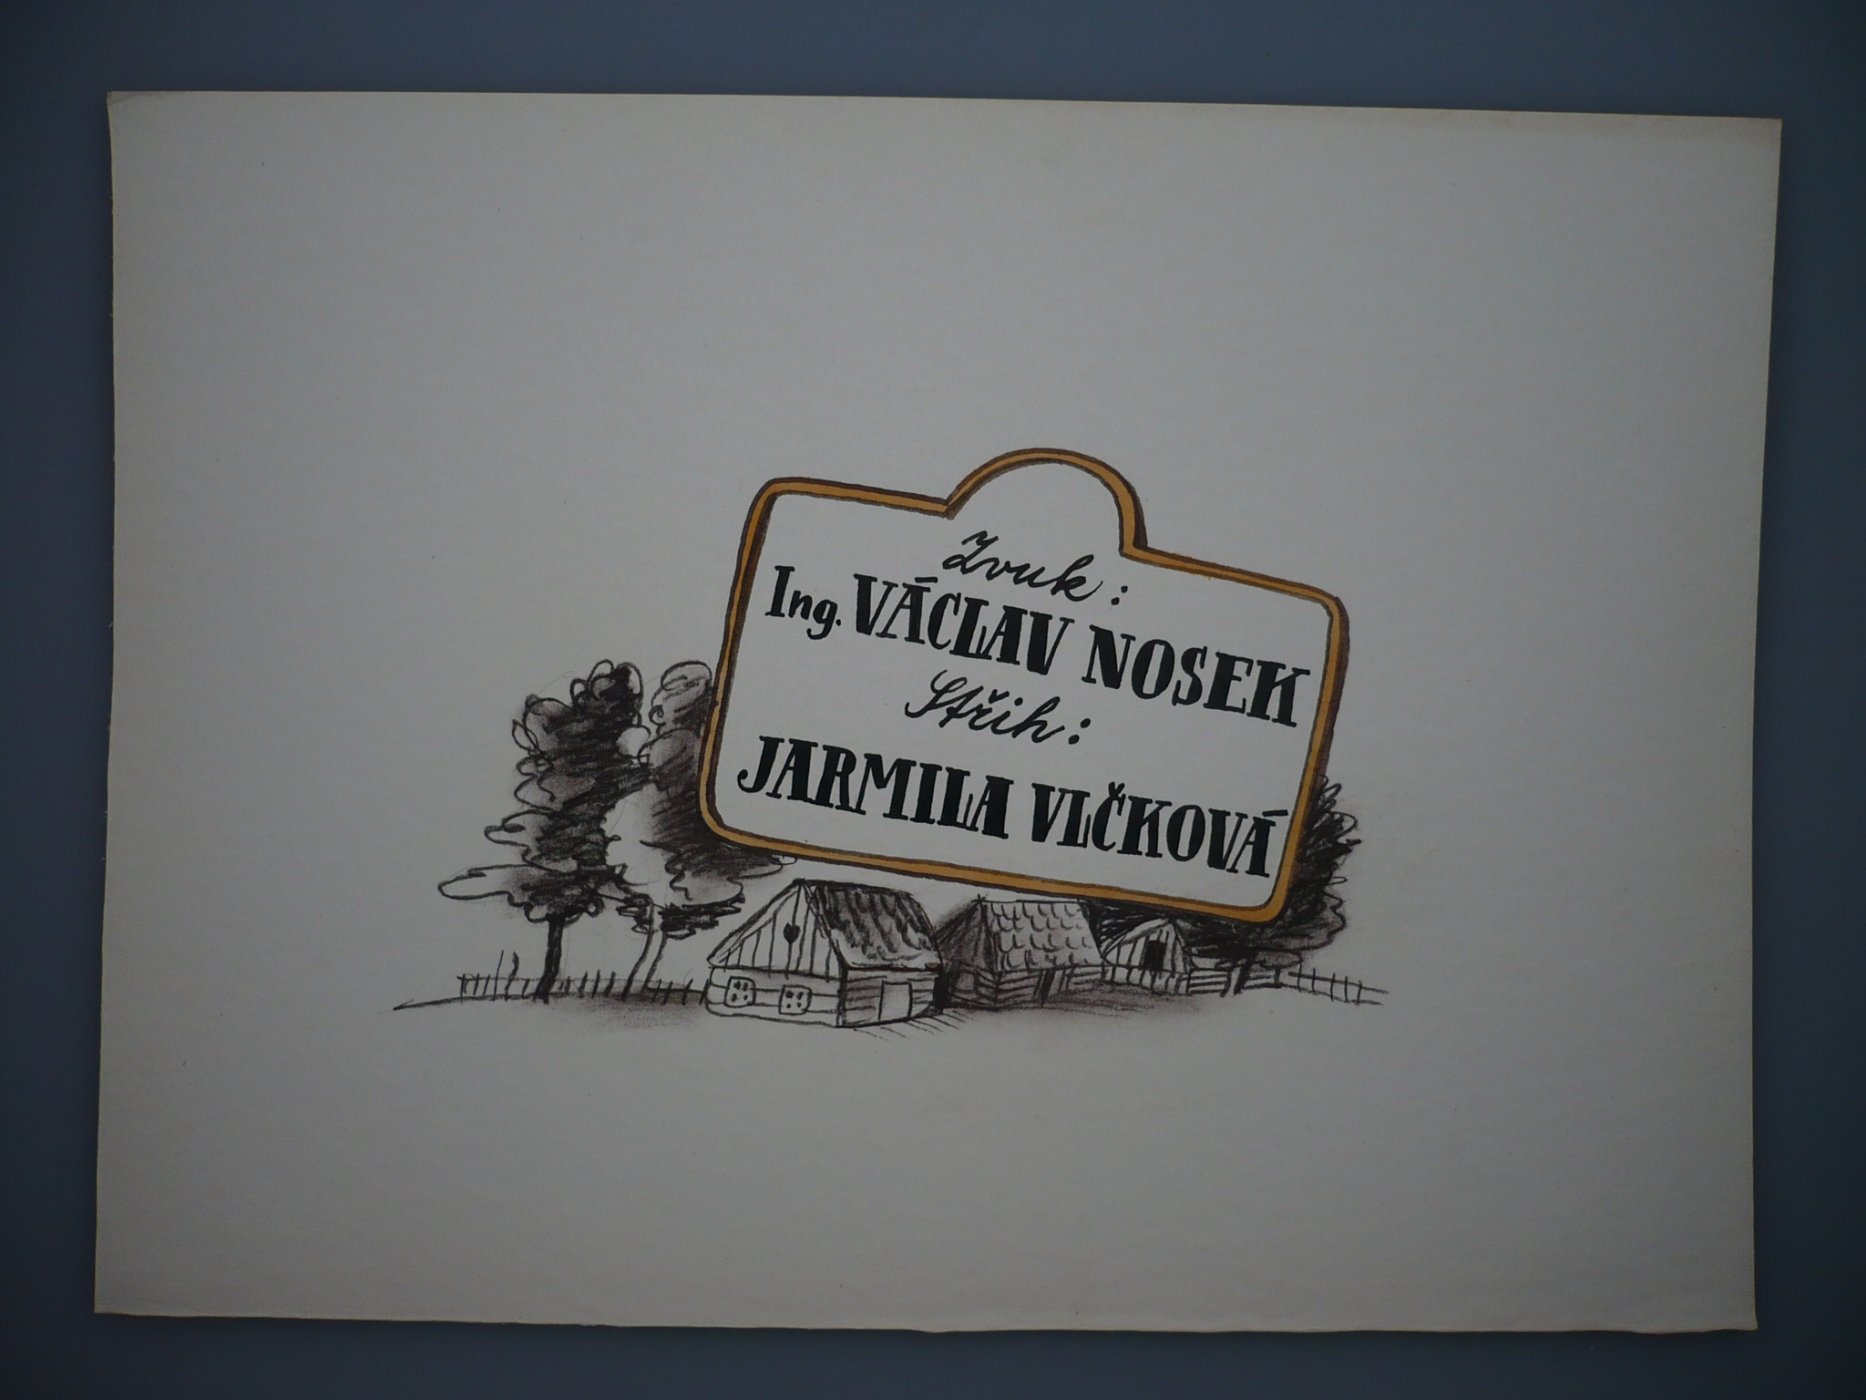 Zvuk:
Ing. VÁCLAV NOSEK
Střih:
JARMILA VLČKOVÁ